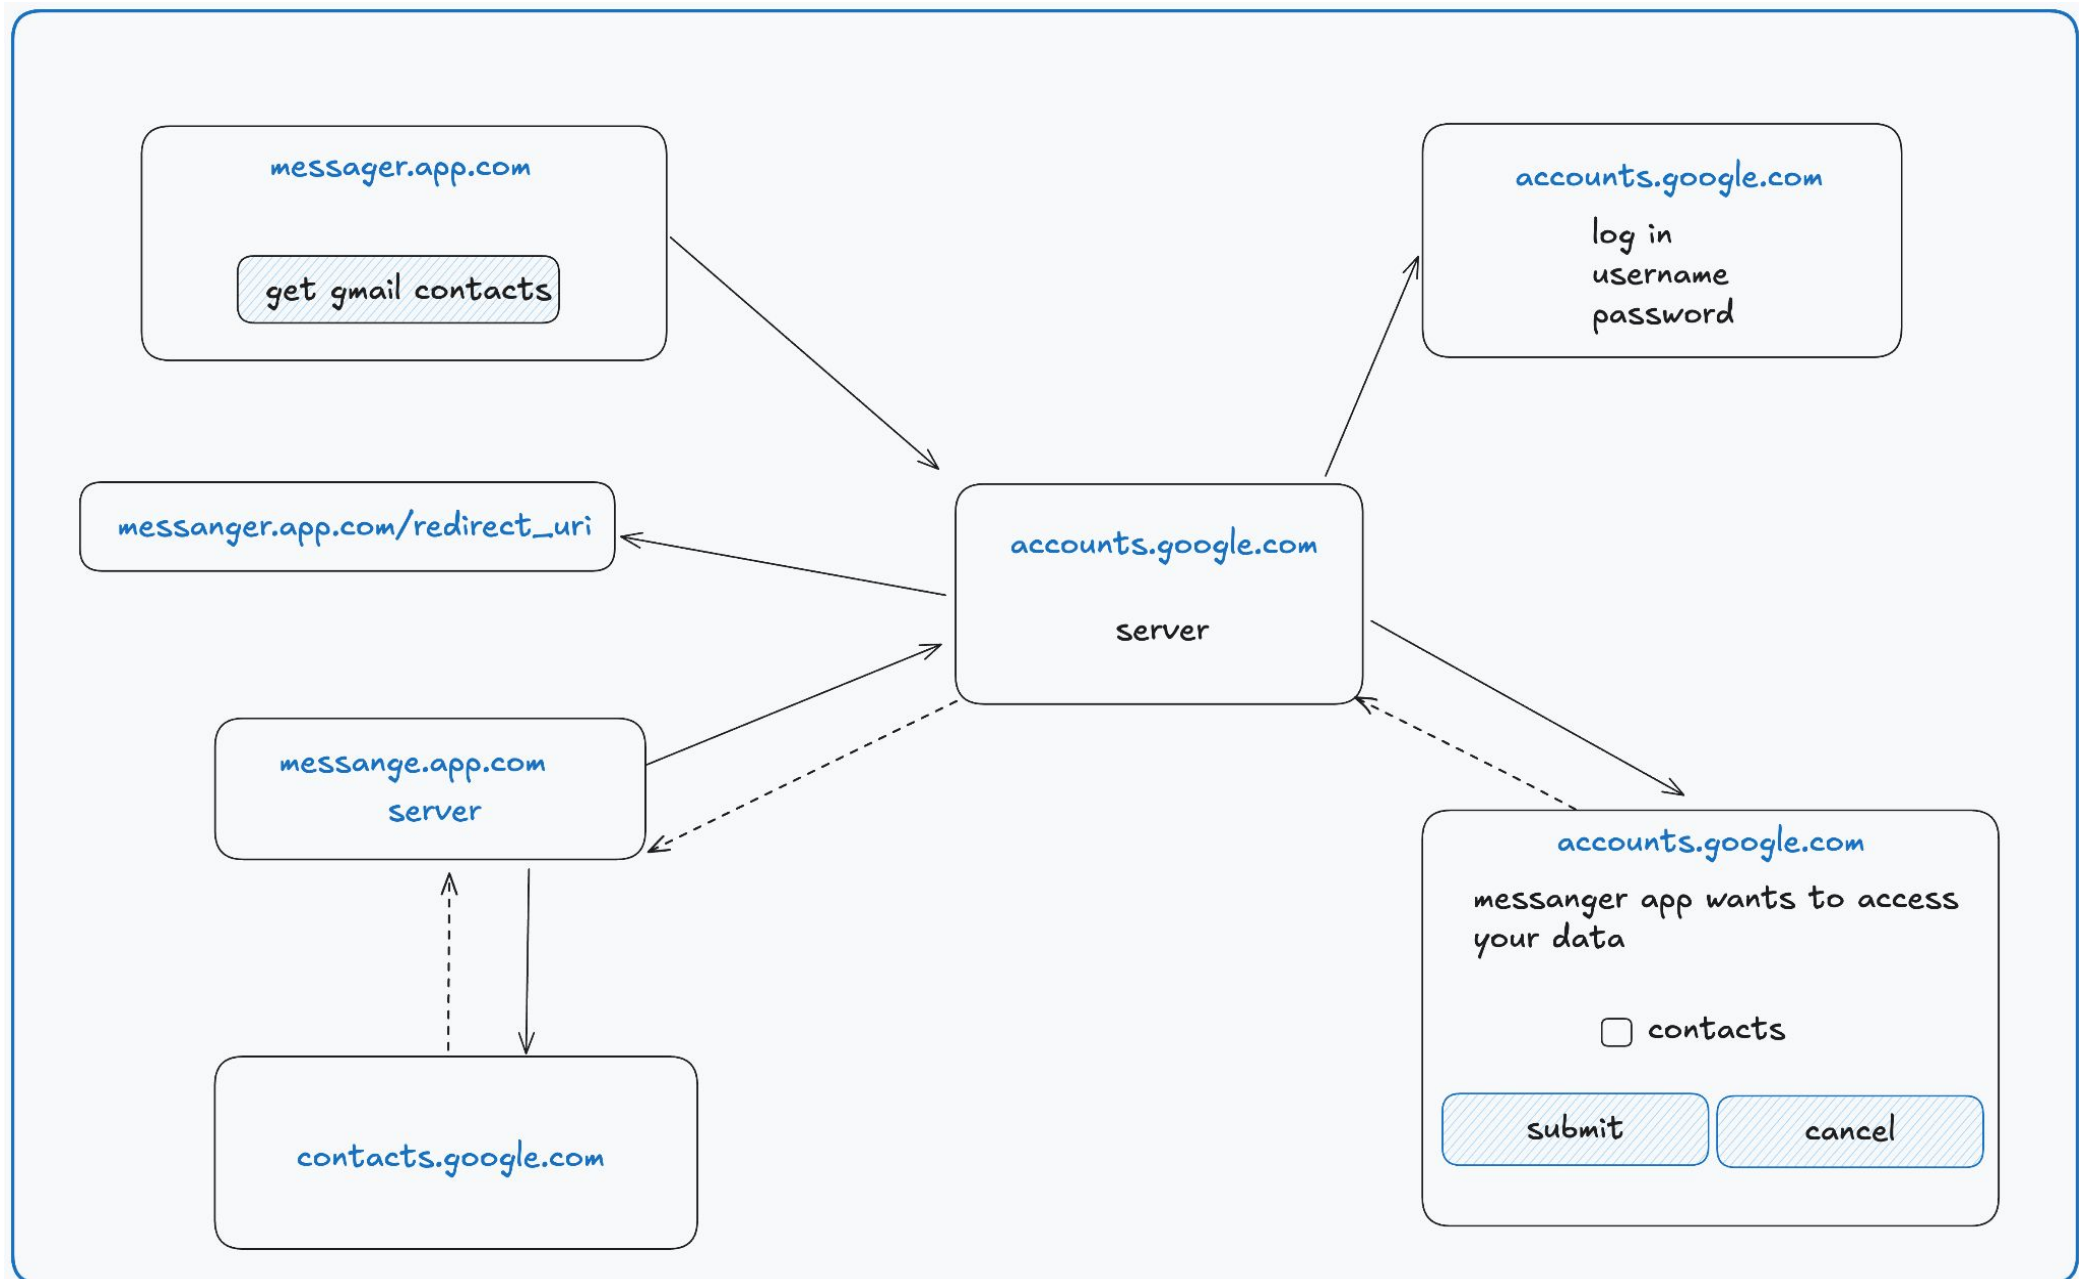 messager.app.com
get gmail contacts
accounts.google.com
log in
username
password
messanger.app.com/redirect_uri
accounts.google.com
server
messange.app.com
server
accounts.google.com
messanger app wants to access
your data
contacts
submit
cancel
contacts.google.com